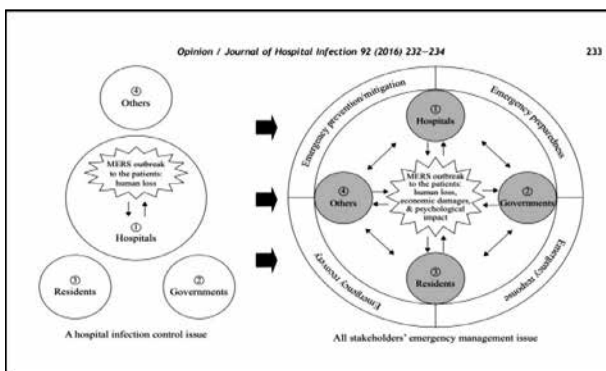 Opinion / Journal of Hospital Infection 92 (2016) 232–234
233
④
Others
MERS outbreak
to the patients:
human loss
①
Hospitals
③
Residents
②
Governments
A hospital infection control issue
Emergency prevention/mitigation
Emergency preparedness
①
Hospitals
④
Others
MERS outbreak
to the patients:
human loss,
economic damages,
& psychological
impact
②
Governments
③
Residents
Emergency recovery
Emergency response
All stakeholders' emergency management issue